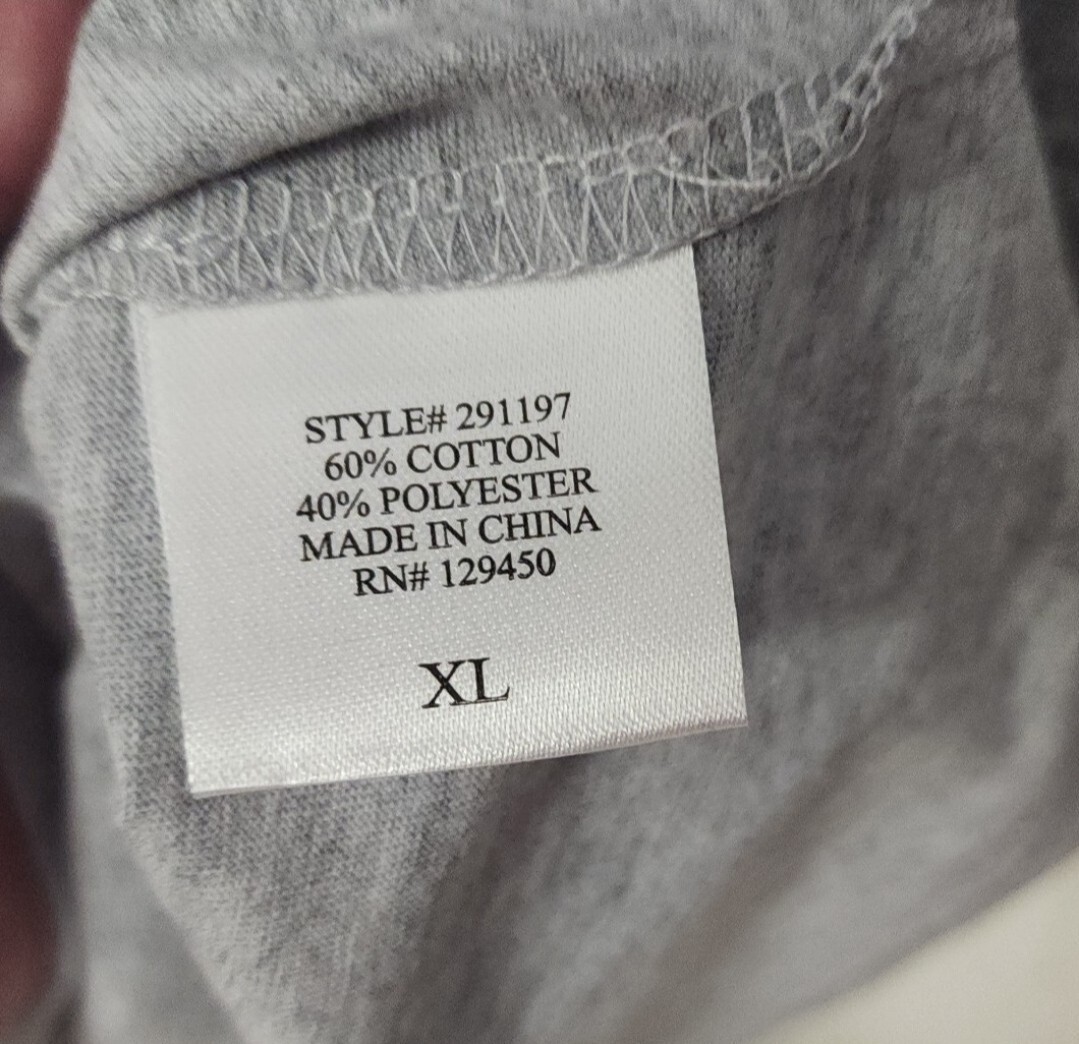 STYLE# 291197
60% COTTON
40% POLYESTER
MADE IN CHINA
RN# 129450
XL